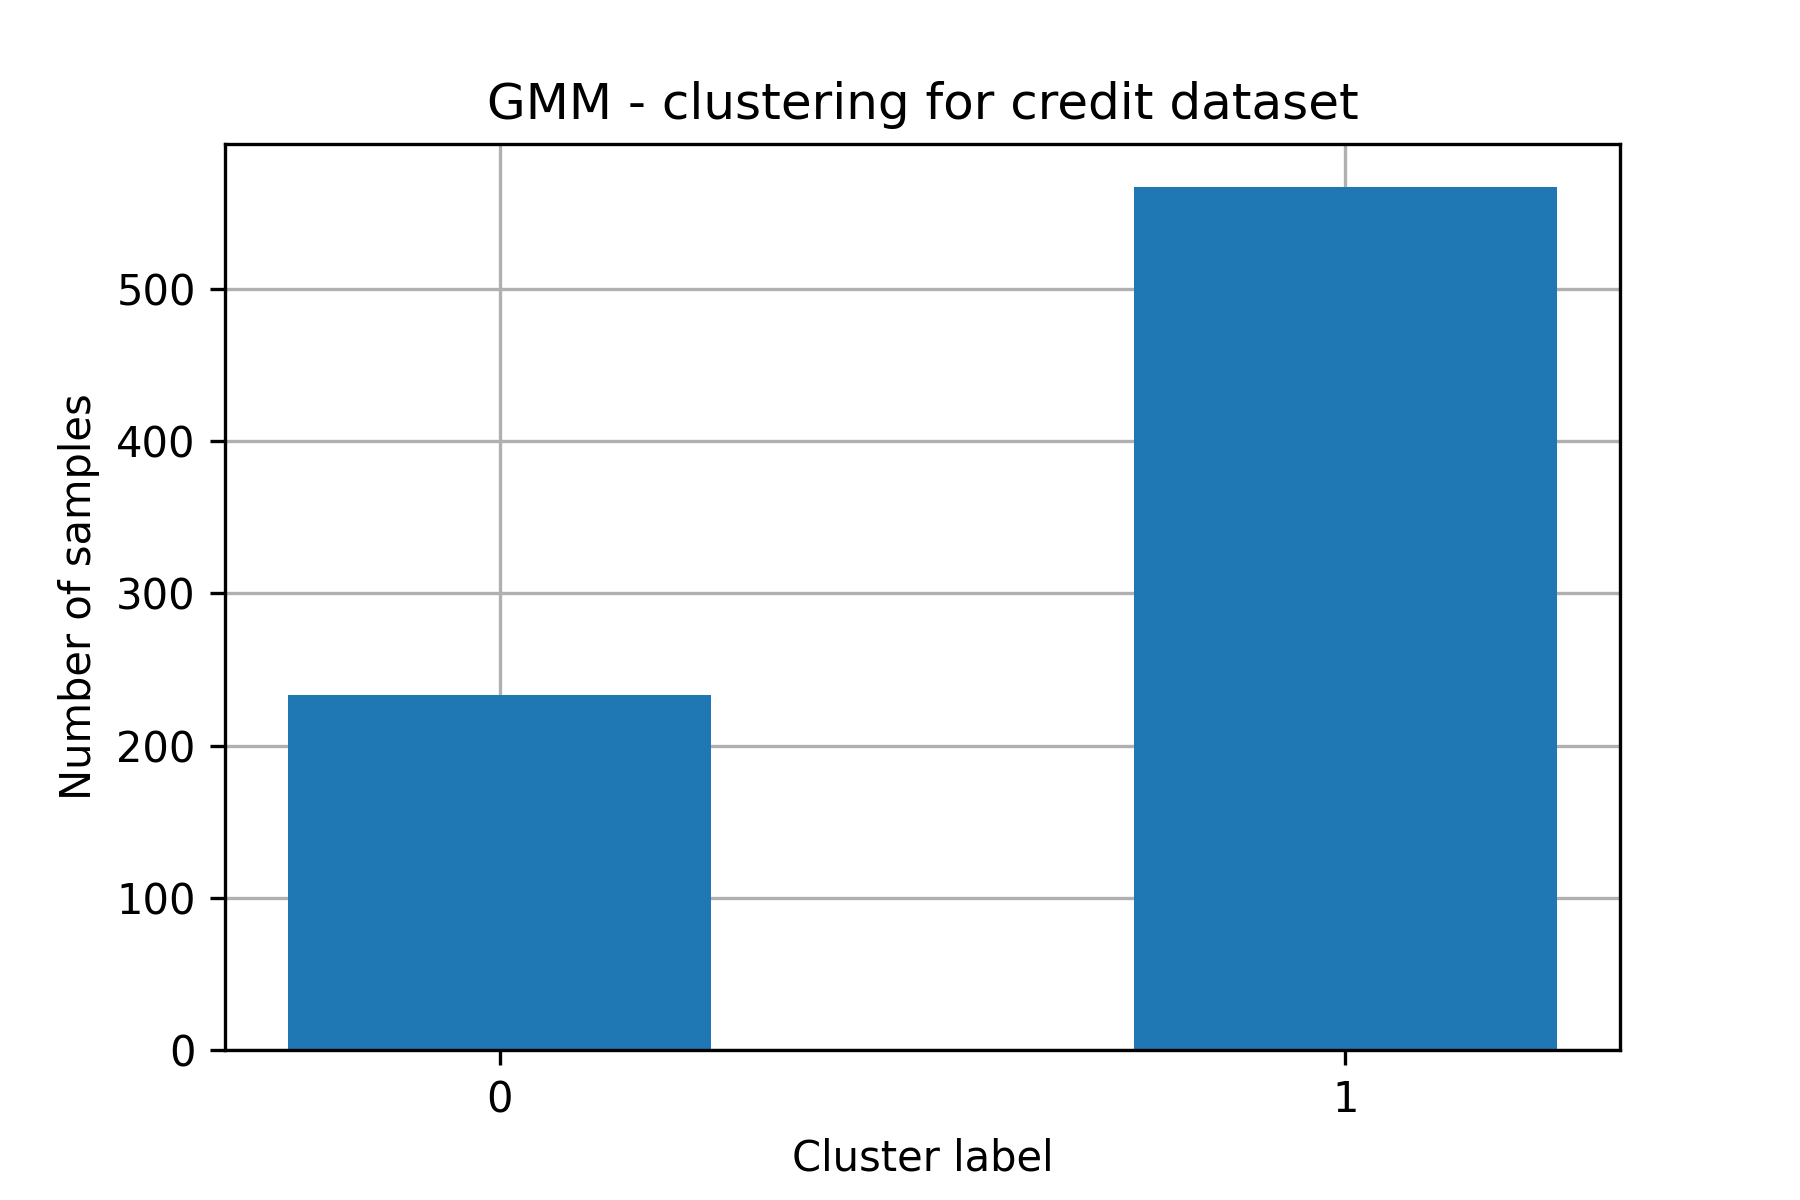 GMM - clustering for credit dataset
Number of samples
500
400
300
200
100
0
0 1
Cluster label